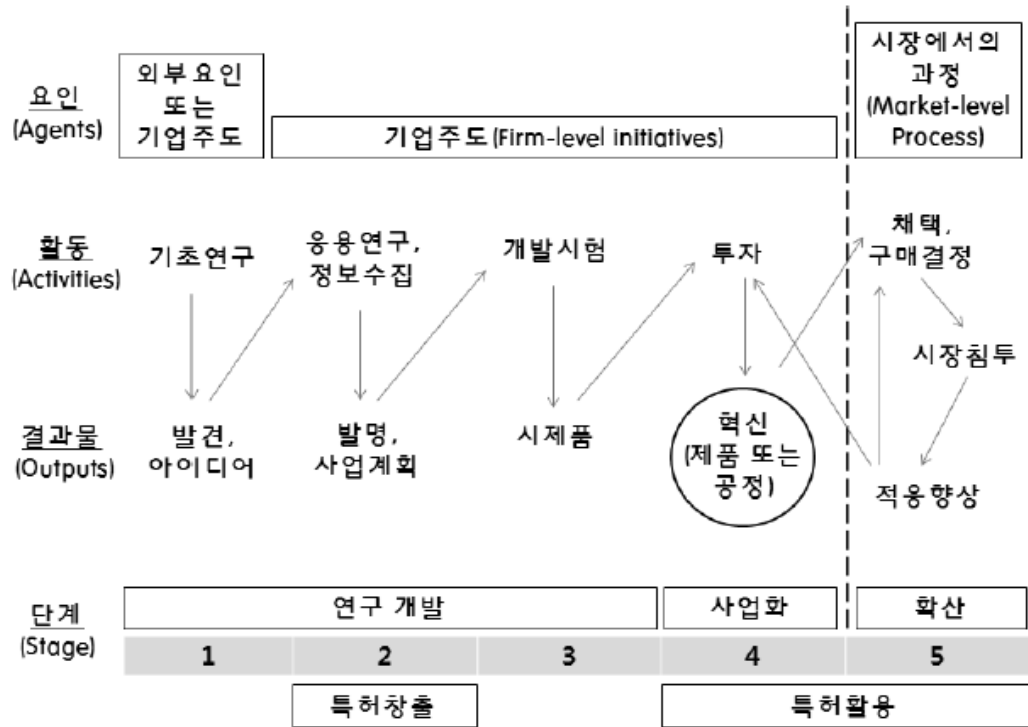 요인
(Agents)
외부요인
또는
기업주도
기업주도(Firm-level initiatives)
시장에서의
과정
(Market-level
Process)
활동
(Activities)
기초연구
응용연구,
정보수집
개발시험
투자
채택,
구매결정
시장침투
결과물
(Outputs)
발견,
아이디어
발명,
사업계획
시제품
혁신
(제품 또는
공정)
적응향상
단계
(Stage)
연구 개발
사업화
확산
1
2
3
4
5
특허창출
특허활용